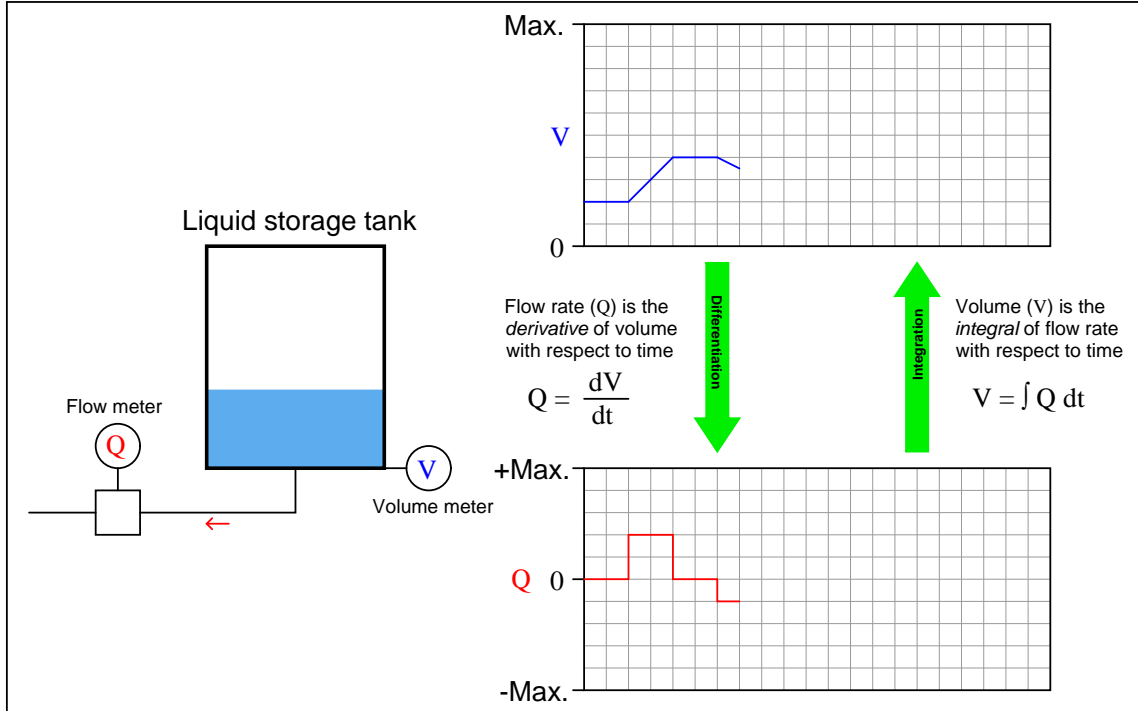 Liquid storage tank
Flow meter
Q
V
Volume meter
Max.
V
0
Flow rate (Q) is the
derivative of volume
with respect to time
Q = dV
dt
Differentiation
Integration
Volume (V) is the
integral of flow rate
with respect to time
V = ∫ Q dt
+Max.
Q 0
-Max.